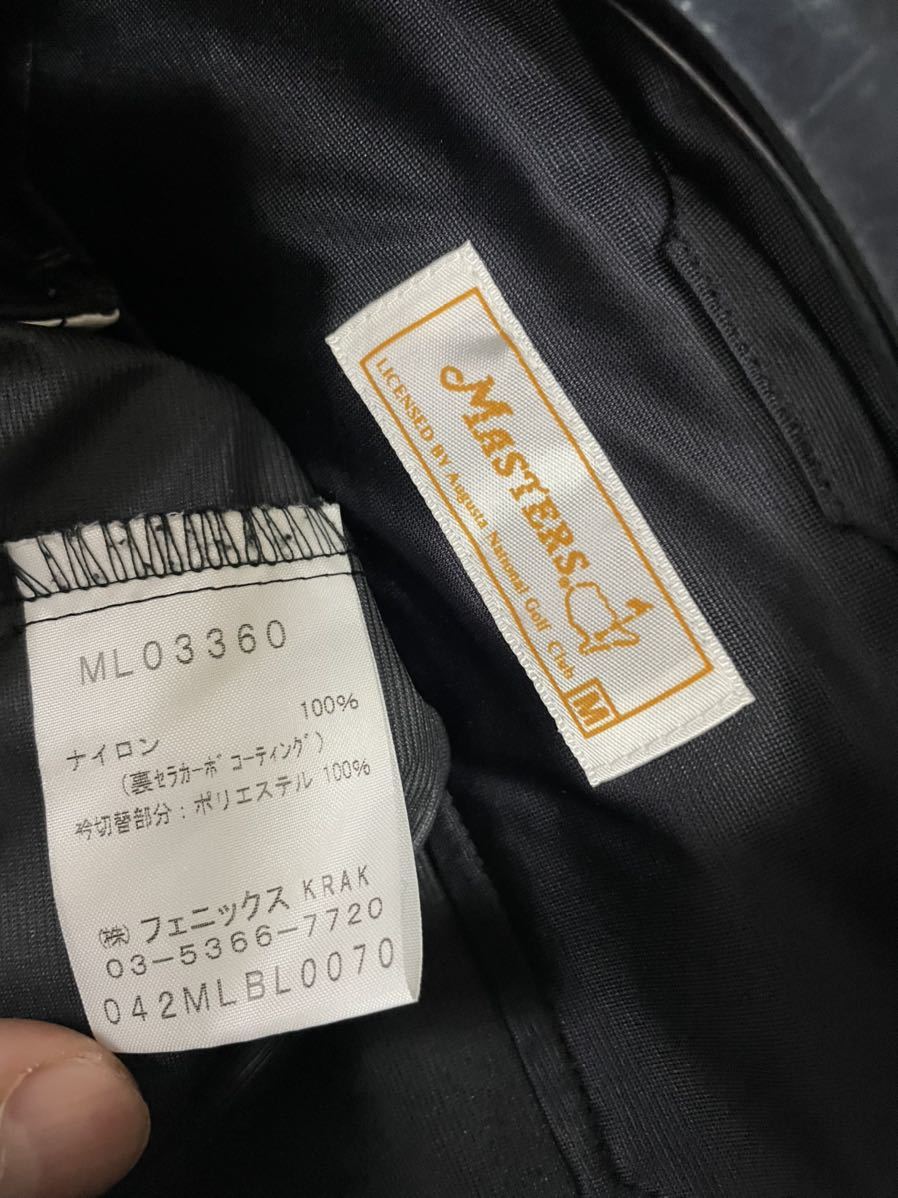 MASTERS
LICENSED BY Augusta National Golf Club
M
ML03360
100%
ナイロン
(裏セラカーボ コーティング)
衿切替部分：ポリエステル 100%
(株) フェニックス KRAK
03-5366-7720
042MLBL0070